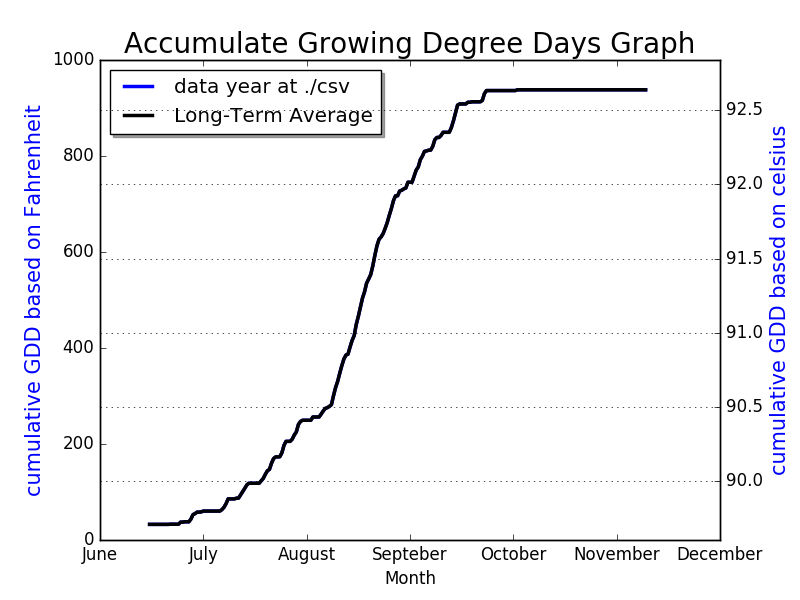 Accumulate Growing Degree Days Graph
data year at ./csv
Long-Term Average
cumulative GDD based on Fahrenheit
1000
800
600
400
200
0
92.5
92.0
91.5
91.0
90.5
90.0
cumulative GDD based on celsius
June July August Septeber October November December
Month